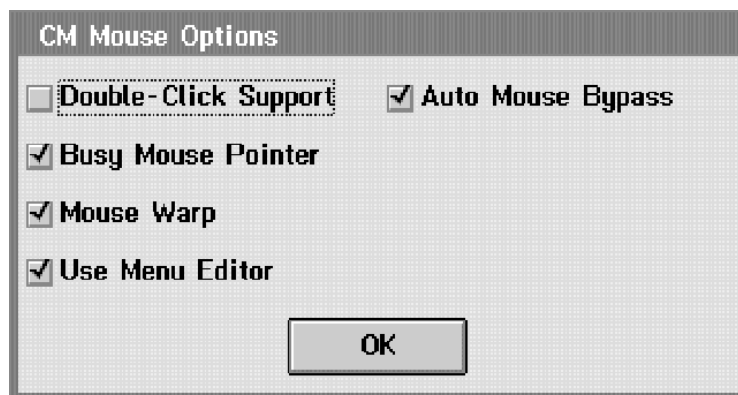 CM Mouse Options
Double-Click Support Auto Mouse Bypass
Busy Mouse Pointer
Mouse Warp
Use Menu Editor
OK